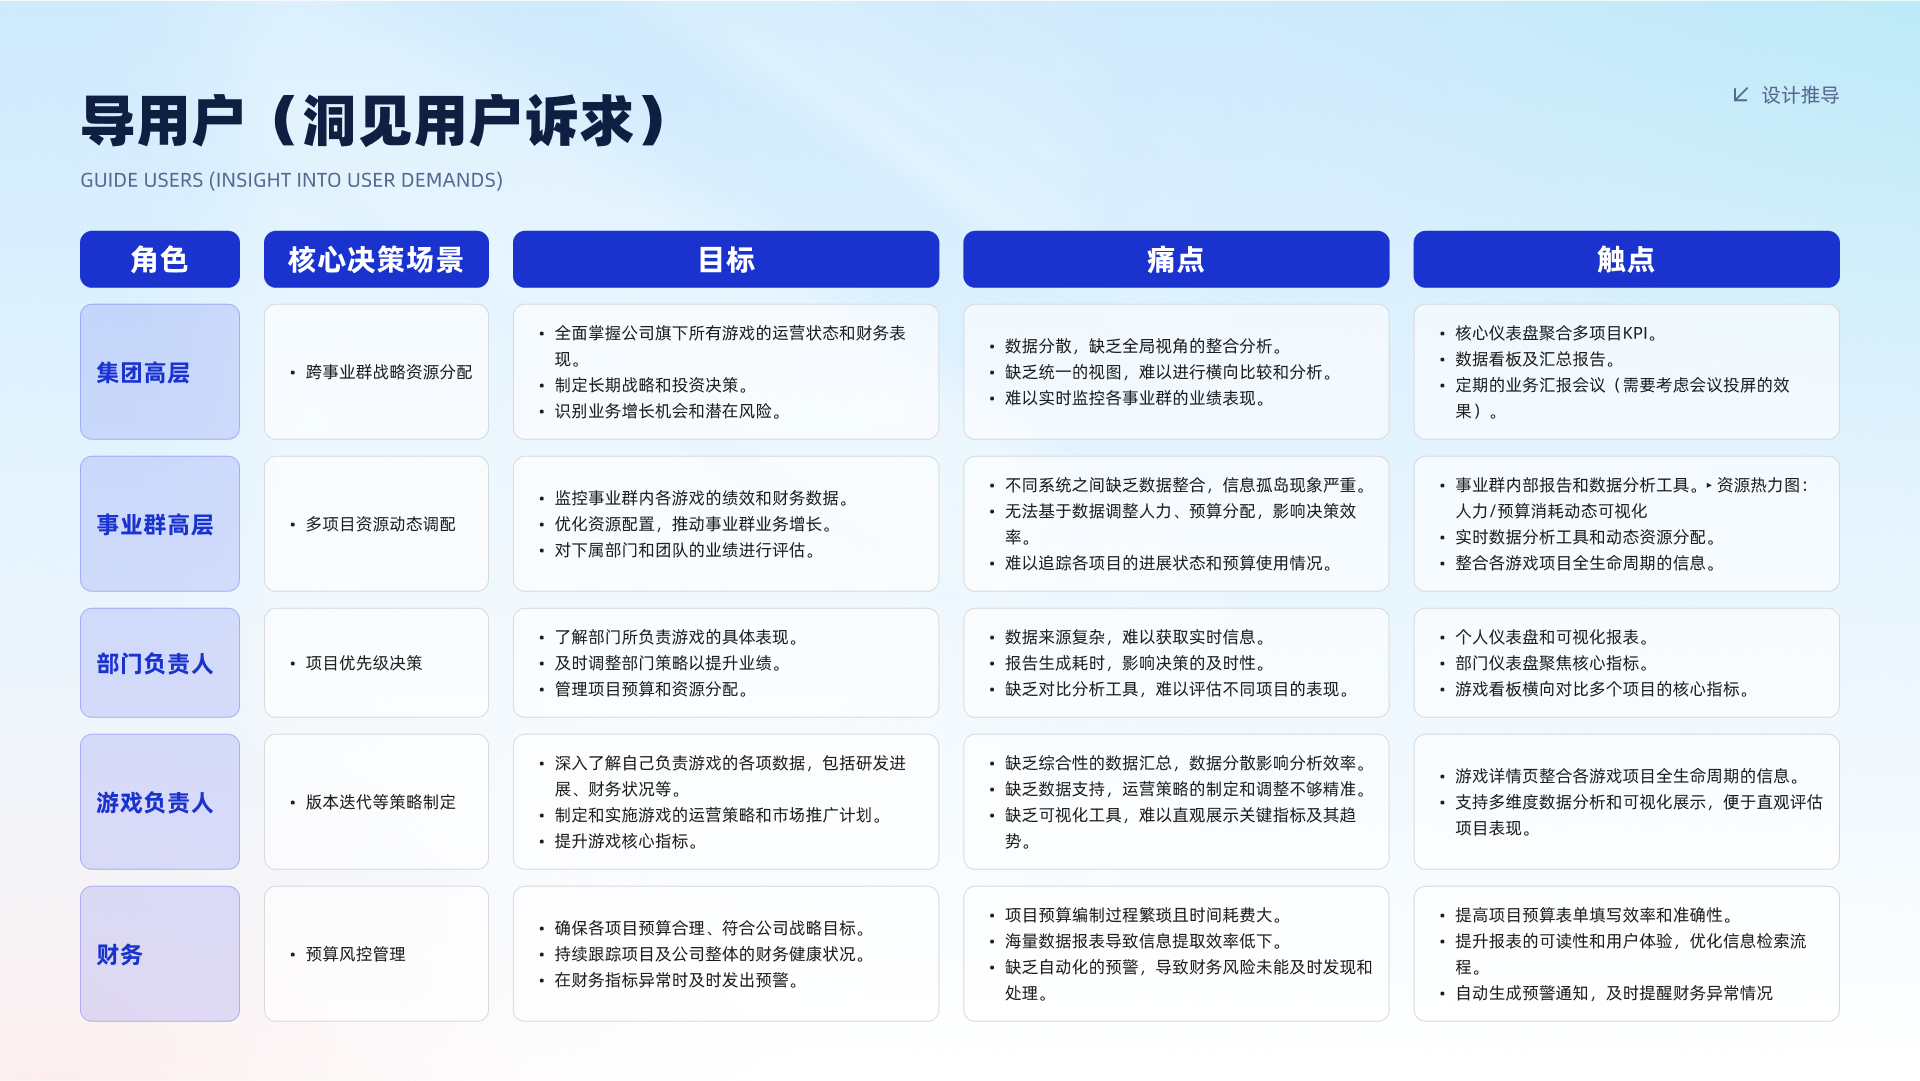 导用户（洞见用户诉求）
设计推导
GUIDE USERS (INSIGHT INTO USER DEMANDS)
角色
核心决策场景
目标
痛点
触点
集团高层
• 跨事业群战略资源分配
• 全面掌握公司旗下所有游戏的运营状态和财务表
现。
• 制定长期战略和投资决策。
• 识别业务增长机会和潜在风险。
• 数据分散，缺乏全局视角的整合分析。
• 缺乏统一的视图，难以进行横向比较和分析。
• 难以实时监控各事业群的业绩表现。
• 核心仪表盘聚合多项目KPI。
• 数据看板及汇总报告。
• 定期的业务汇报会议（需要考虑会议投屏的效
果）。
事业群高层
• 多项目资源动态调配
• 监控事业群内各游戏的绩效和财务数据。
• 优化资源配置，推动事业群业务增长。
• 对下属部门和团队的业绩进行评估。
• 不同系统之间缺乏数据整合，信息孤岛现象严重。
• 无法基于数据调整人力、预算分配，影响决策效
率。
• 难以追踪各项目的进展状态和预算使用情况。
• 事业群内部报告和数据分析工具。‣ 资源热力图：
人力/预算消耗动态可视化
• 实时数据分析工具和动态资源分配。
• 整合各游戏项目全生命周期的信息。
部门负责人
• 项目优先级决策
• 了解部门所负责游戏的具体表现。
• 及时调整部门策略以提升业绩。
• 管理项目预算和资源分配。
• 数据来源复杂，难以获取实时信息。
• 报告生成耗时，影响决策的及时性。
• 缺乏对比分析工具，难以评估不同项目的表现。
• 个人仪表盘和可视化报表。
• 部门仪表盘聚焦核心指标。
• 游戏看板横向对比多个项目的核心指标。
游戏负责人
• 版本迭代等策略制定
• 深入了解自己负责游戏的各项数据，包括研发进
展、财务状况等。
• 制定和实施游戏的运营策略和市场推广计划。
• 提升游戏核心指标。
• 缺乏综合性的数据汇总，数据分散影响分析效率。
• 缺乏数据支持，运营策略的制定和调整不够精准。
• 缺乏可视化工具，难以直观展示关键指标及其趋
势。
• 游戏详情页整合各游戏项目全生命周期的信息。
• 支持多维度数据分析和可视化展示，便于直观评估
项目表现。
财务
• 预算风控管理
• 确保各项目预算合理、符合公司战略目标。
• 持续跟踪项目及公司整体的财务健康状况。
• 在财务指标异常时及时发出预警。
• 项目预算编制过程繁琐且时间耗费大。
• 海量数据报表导致信息提取效率低下。
• 缺乏自动化的预警，导致财务风险未能及时发现和
处理。
• 提高项目预算表单填写效率和准确性。
• 提升报表的可读性和用户体验，优化信息检索流
程。
• 自动生成预警通知，及时提醒财务异常情况